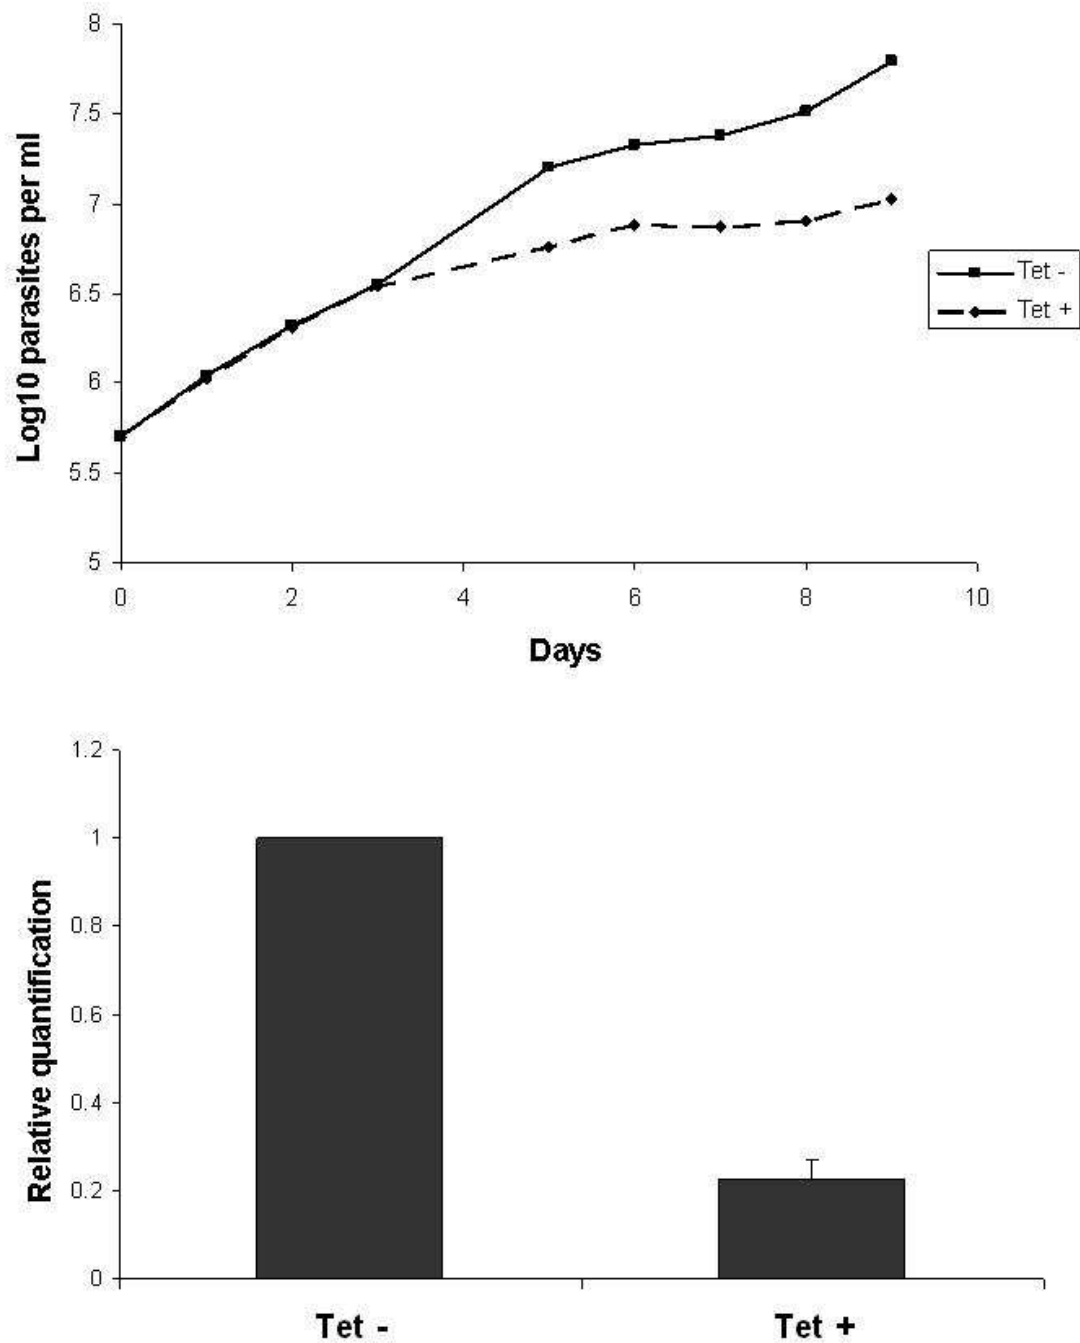 8
7.5
7
6.5
6
5.5
5
Log10 parasites per ml
0 2 4 6 8 10
Days
Tet -
Tet +
1.2
1
0.8
0.6
0.4
0.2
0
Relative quantification
Tet - Tet +